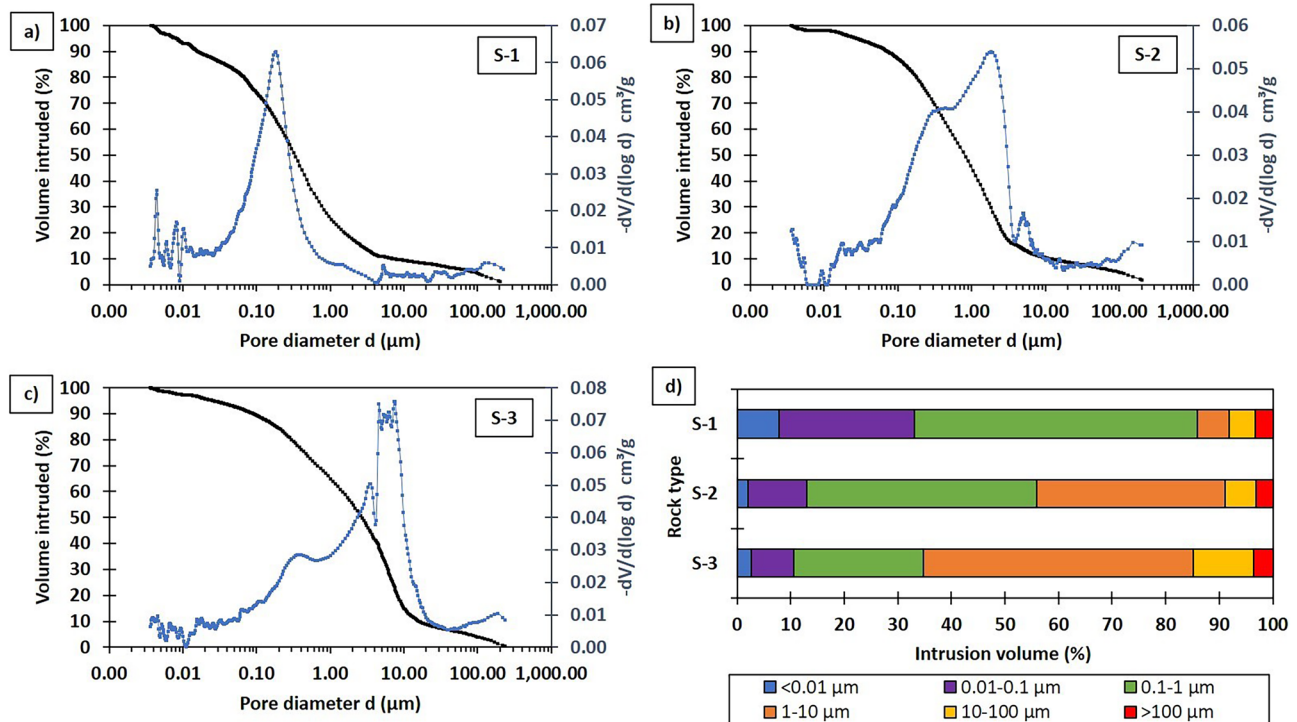 a)
S-1
Volume intruded (%)
100
90
80
70
60
50
40
30
20
10
0
0.07
0.06
0.05
0.04
0.03
0.02
0.01
0.00
-dV/d(log d) cm³/g
0.00 0.01 0.10 1.00 10.00 100.00 1,000.00
Pore diameter d (µm)
b)
S-2
Volume intruded (%)
100
90
80
70
60
50
40
30
20
10
0
0.06
0.05
0.04
0.03
0.02
0.01
0.00
-dV/d(log d) cm³/g
0.00 0.01 0.10 1.00 10.00 100.00 1,000.00
Pore diameter d (µm)
c)
S-3
Volume intruded (%)
100
90
80
70
60
50
40
30
20
10
0
0.08
0.07
0.06
0.05
0.04
0.03
0.02
0.01
0.00
-dV/d(log d) cm³/g
0.00 0.01 0.10 1.00 10.00 100.00 1,000.00
Pore diameter d (µm)
d)
Rock type
S-1
S-2
S-3
0 10 20 30 40 50 60 70 80 90 100
Intrusion volume (%)
<0.01 µm 0.01-0.1 µm 0.1-1 µm
1-10 µm 10-100 µm >100 µm